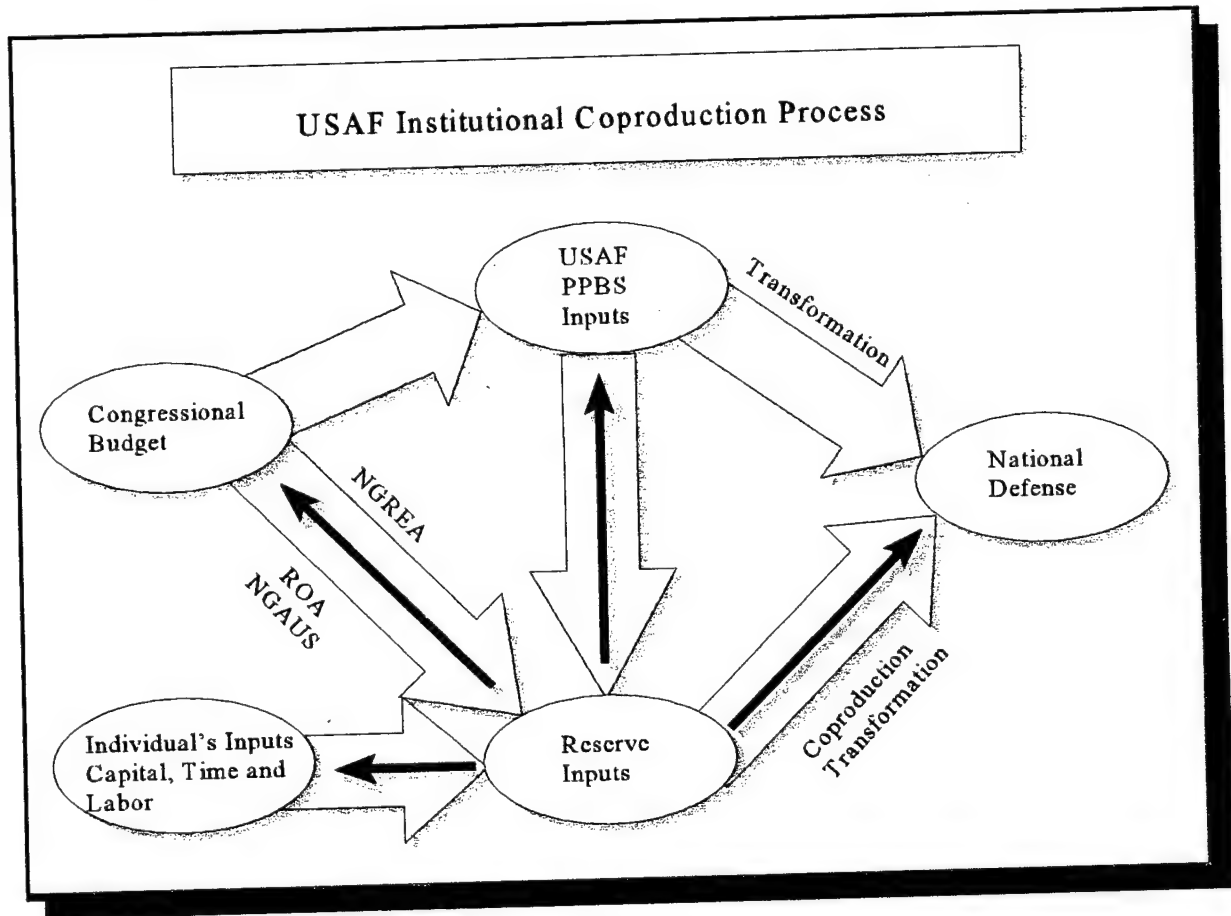 USAF Institutional Coproduction Process
USAF
PPBS
Inputs
Transformation
Congressional
Budget
National
Defense
NGREA
ROA
NGAUS
Coproduction
Transformation
Individual's Inputs
Capital, Time and
Labor
Reserve
Inputs